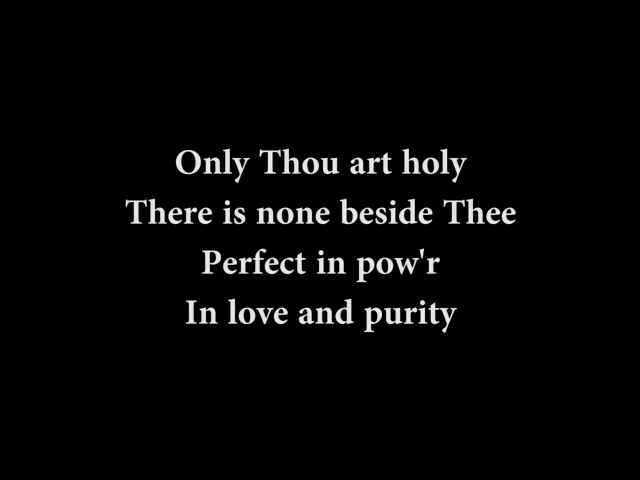 Only Thou art holy
There is none beside Thee
Perfect in pow'r
In love and purity